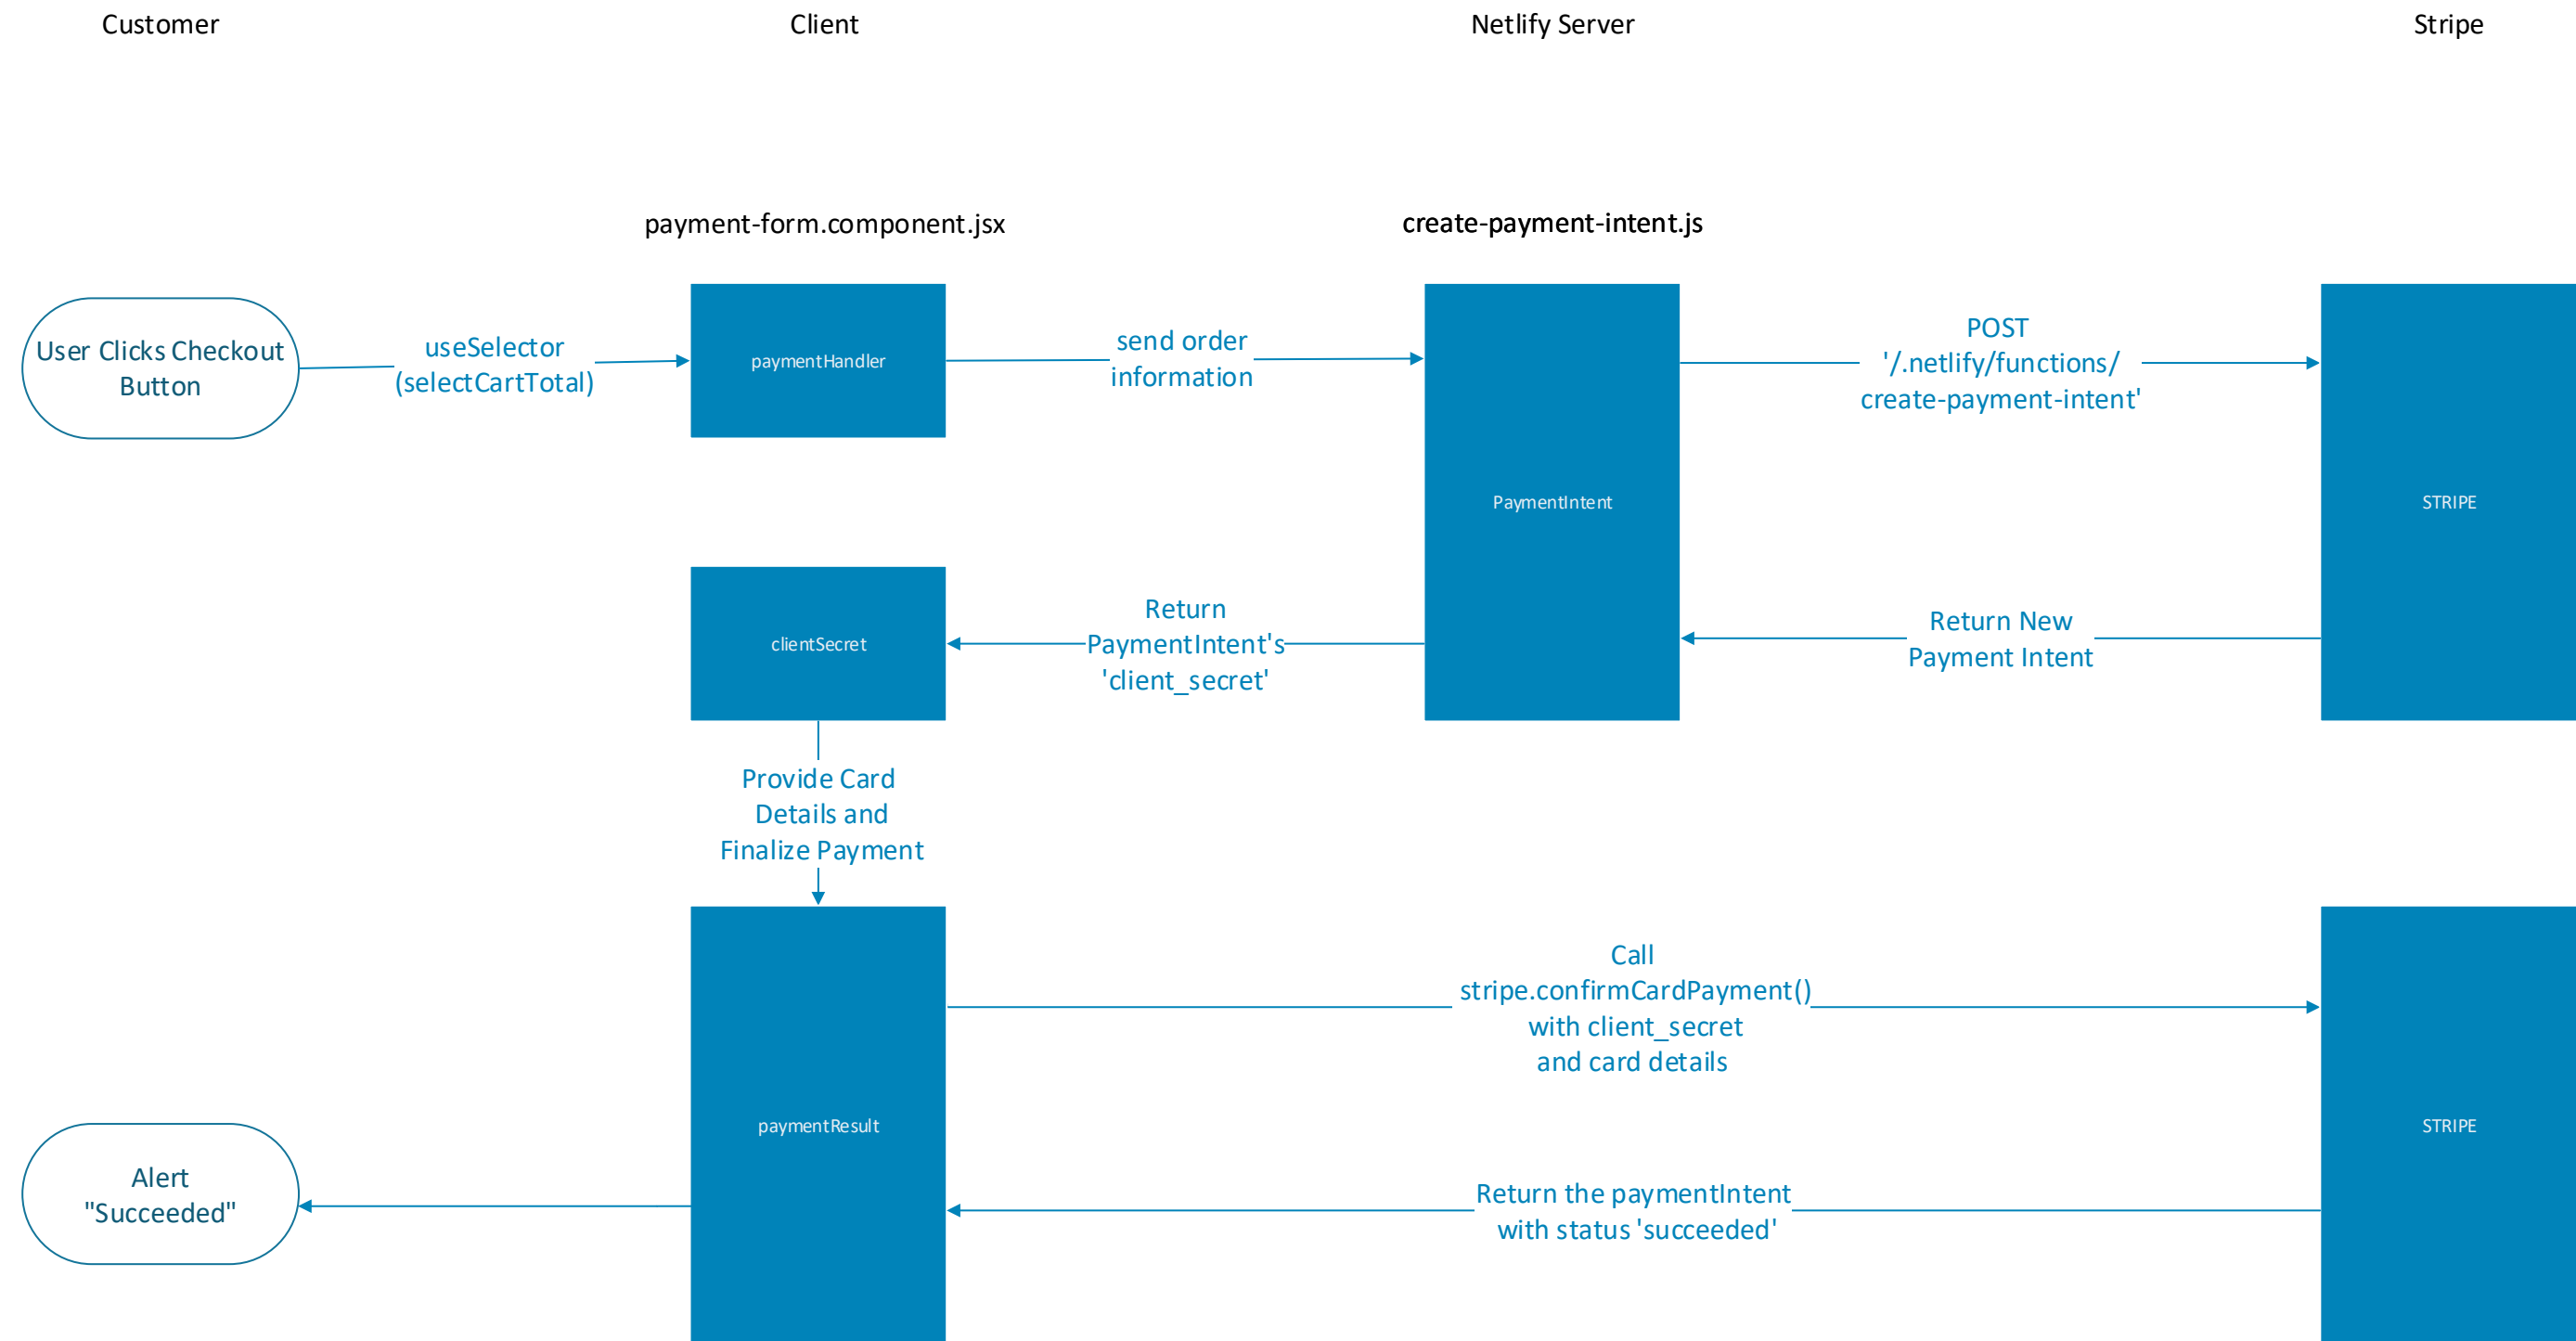 Customer
Client
Netlify Server
Stripe
payment-form.component.jsx
create-payment-intent.js
User Clicks Checkout
Button
useSelector
(selectCartTotal)
paymentHandler
send order
information
PaymentIntent
POST
'/.netlify/functions/
create-payment-intent'
STRIPE
clientSecret
Return
PaymentIntent's
'client_secret'
Return New
Payment Intent
Provide Card
Details and
Finalize Payment
paymentResult
Call
stripe.confirmCardPayment()
with client_secret
and card details
STRIPE
Alert
"Succeeded"
Return the paymentIntent
with status 'succeeded'